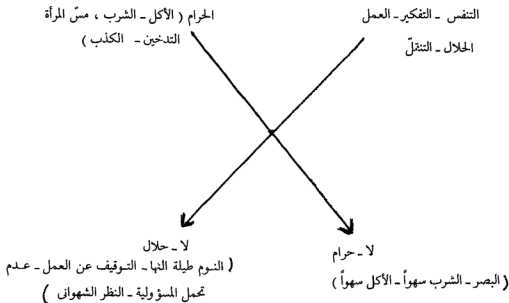 التنفس ـ التفكير ـ العمل
الحلال ـ التنقلّ
الحرام ( الأكل ـ الشرب ، مسّ المرأة
التدخين ـ الكذب )
لا ـ حرام
( البصر ـ الشرب سهواً ـ الأكل سهواً )
لا ـ حلال
( النوم طيلة النها ـ التوقيف عن العمل ـ عدم
تحمل المسؤولية ـ النظر الشهواني )